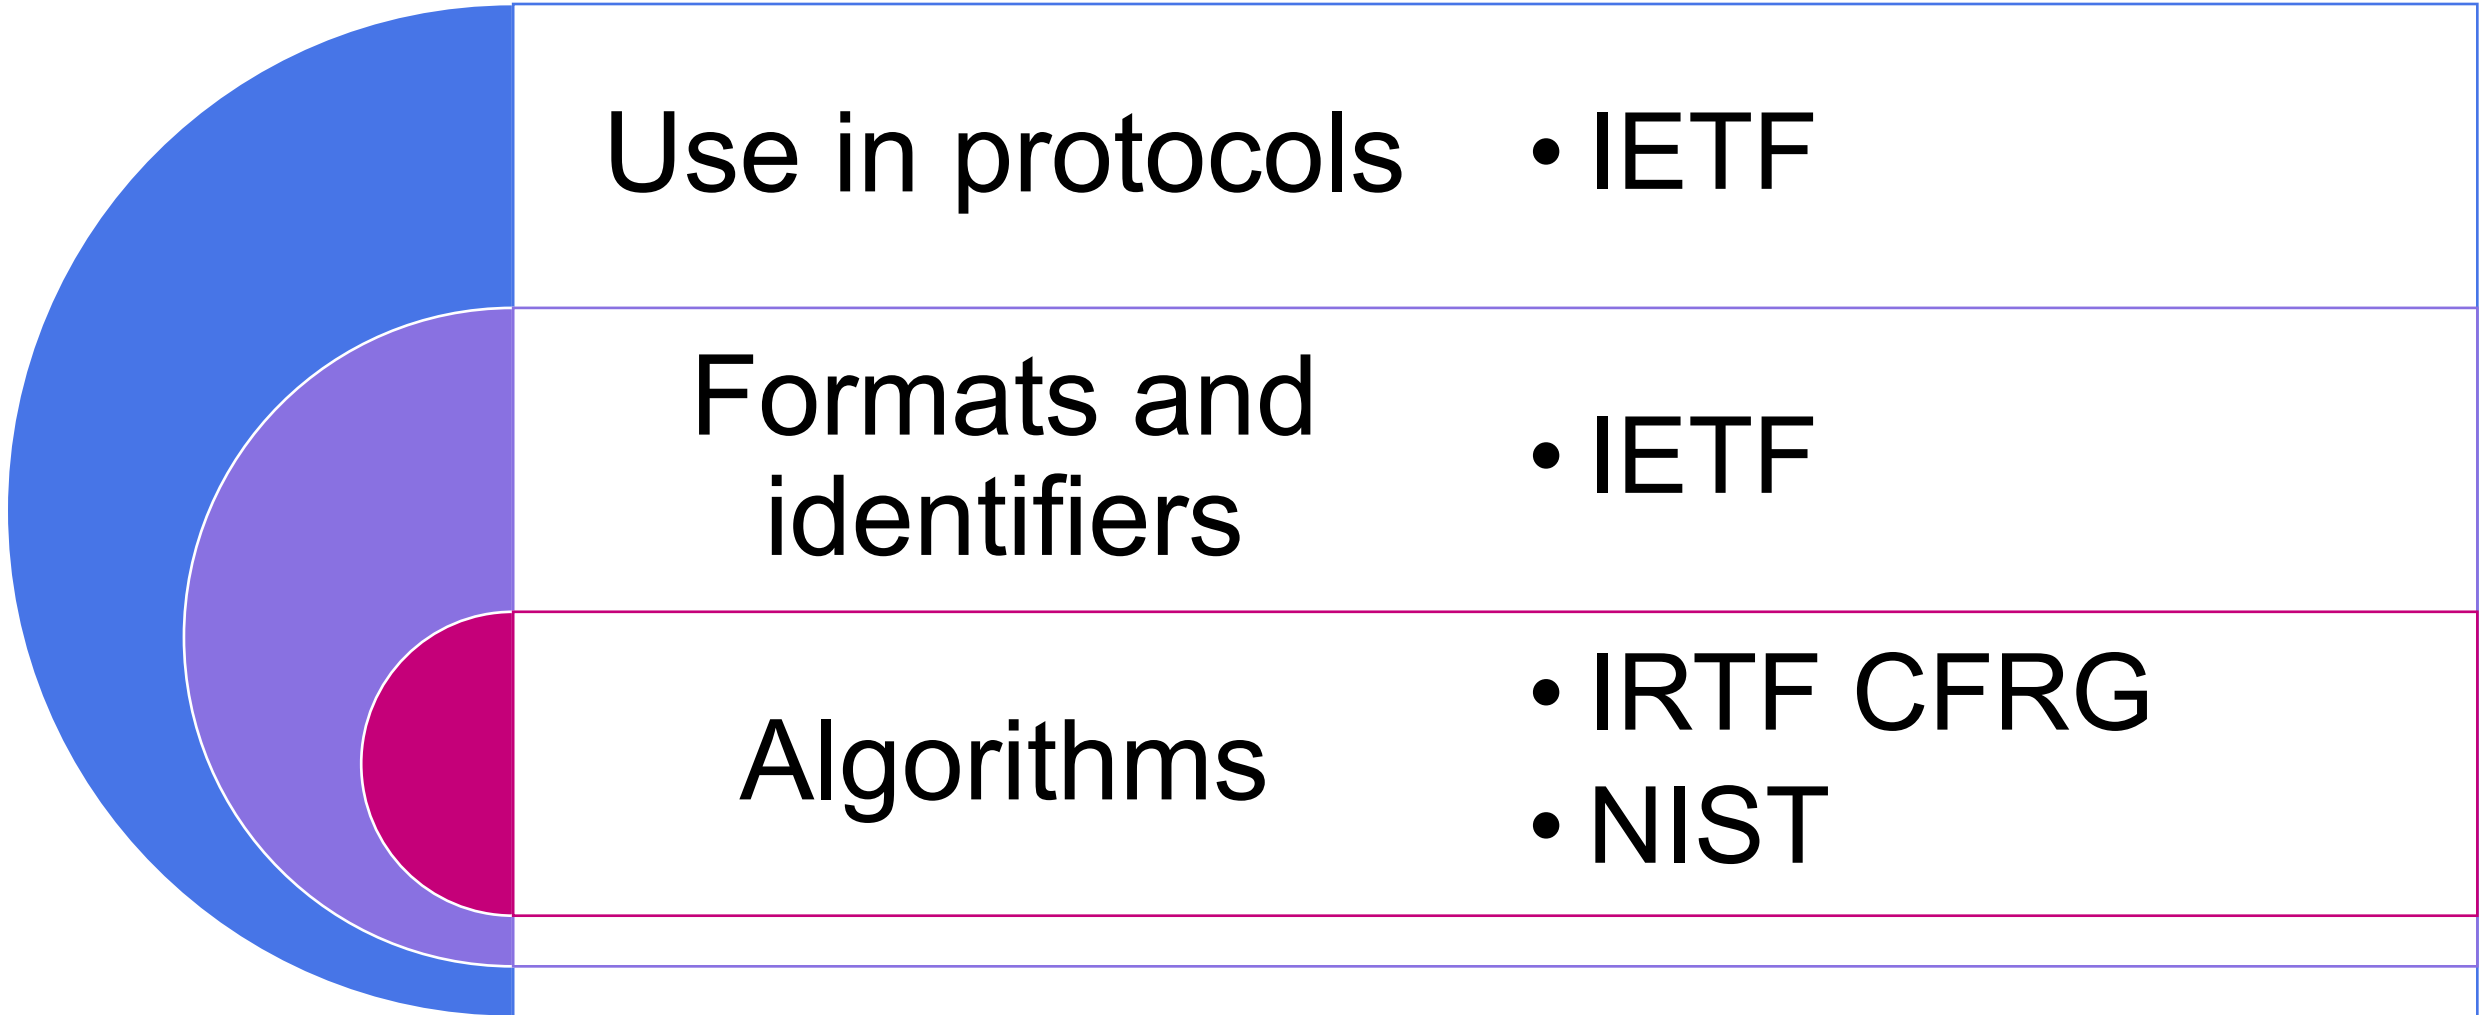 Use in protocols
• IETF
Formats and
identifiers
• IETF
Algorithms
• IRTF CFRG
• NIST